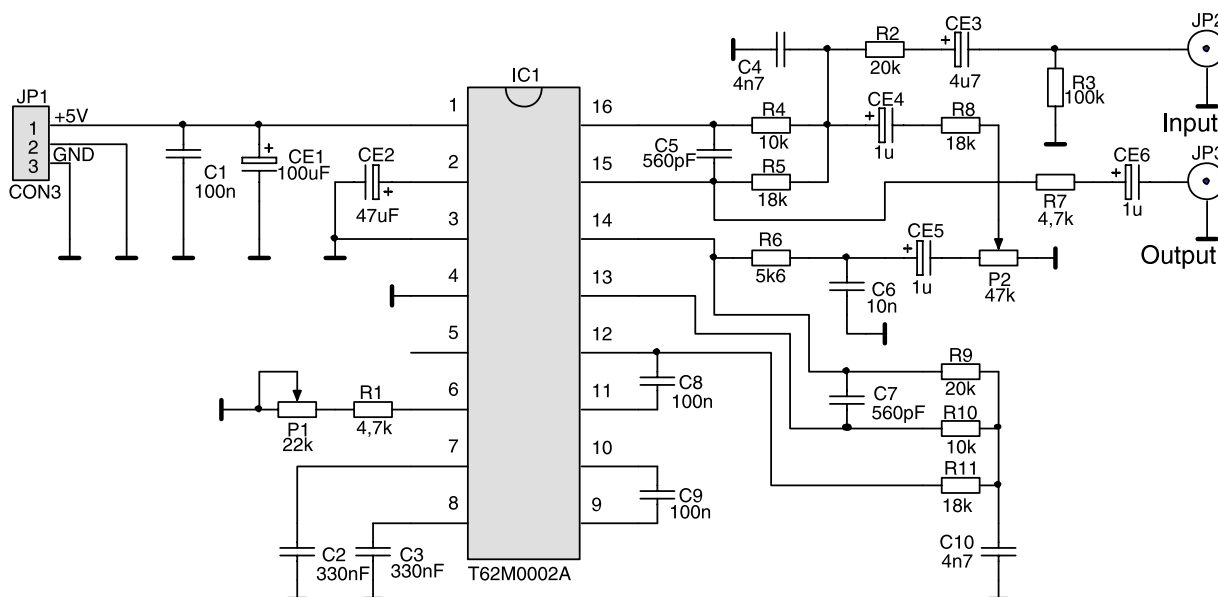 JP1
1
2
3
+5V
GND
CON3
C1
100n
CE1
+
100uF
CE2
+
47uF
IC1
1
2
3
4
5
6
7
8
16
15
14
13
12
11
10
9
T62M0002A
P1
22k
R1
4,7k
C2
330nF
C3
330nF
C4
4n7
R2
20k
CE3
+
4u7
JP2
R3
100k
Input
R4
10k
C5
560pF
R5
18k
CE4
+
1u
R8
18k
R7
4,7k
CE6
+
1u
JP3
Output
R6
5k6
C6
10n
CE5
+
1u
P2
47k
C8
100n
C9
100n
C7
560pF
R9
20k
R10
10k
R11
18k
C10
4n7